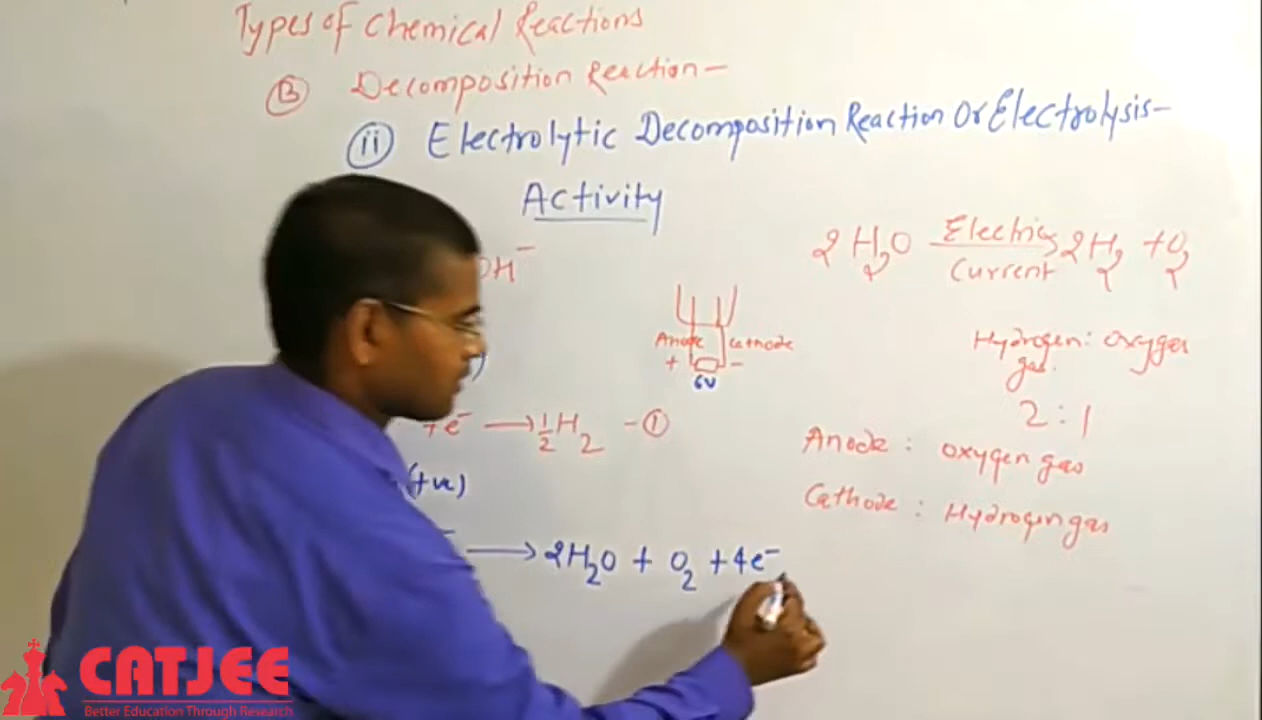 Types of Chemical Reactions
B Decomposition Reaction -
ii Electrolytic Decomposition Reaction Or Electrolysis -
Activity
OH⁻
2H₂O Electric Current 2H₂ + O₂
Anode Cathode
+ -
6V
Hydrogen gas : oxygen
2 : 1
+ e⁻ → ½ H₂ - ①
Anode : oxygen gas
(+ve)
Cathode : Hydrogen gas
→ 2H₂O + O₂ + 4e⁻
CATJEE
Better Education Through Research